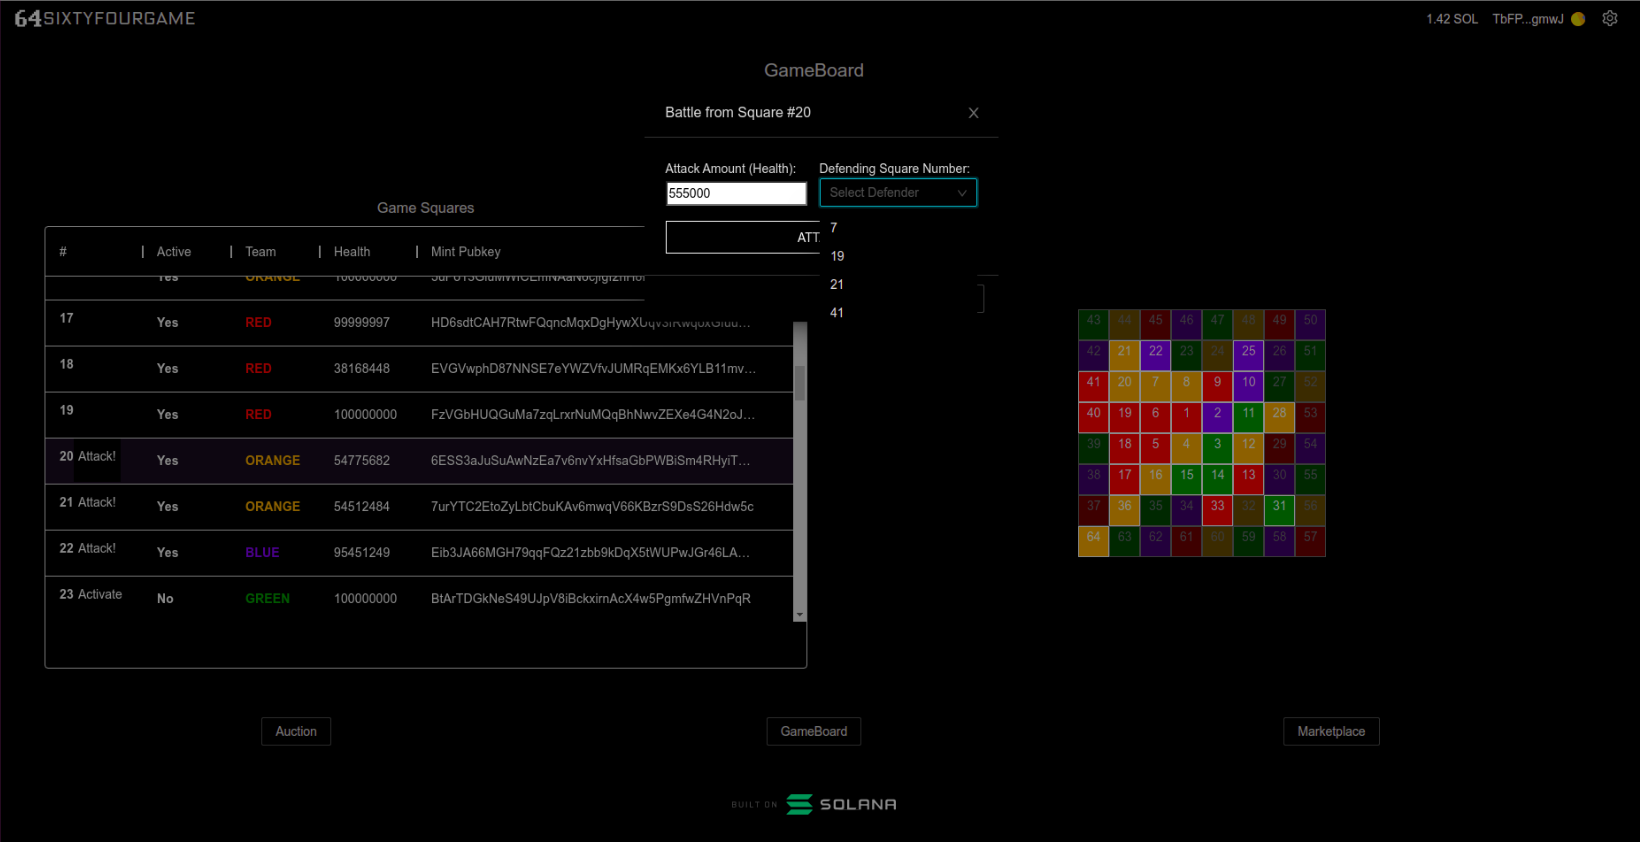 64SIXTYFOURGAME
1.42 SOL TbFP...gmwJ
GameBoard
Battle from Square #20
Attack Amount (Health): Defending Square Number:
555000 Select Defender
ATT
7
19
21
41
Game Squares
# Active Team Health Mint Pubkey
Yes ORANGE 100000000
17 Yes RED 99999997
18 Yes RED 38168448 EVGVwphD87NNSE7eYWZVfvJUMRqEMKx6YLB11mv...
19 Yes RED 100000000 FzVGbHUQGuMa7zqLrxrNuMQqBhNwvZEXe4G4N2oJ...
20 Attack! Yes ORANGE 54775682 6ESS3aJuSuAwNzEa7v6nvYxHfsaGbPWBiSm4RHyiT...
21 Attack! Yes ORANGE 54512484 7urYTC2EtoZyLbtCbuKAv6mwqV66KBzrS9DsS26Hdw5c
22 Attack! Yes BLUE 95451249 Eib3JA66MGH79qqFQz21zbb9kDqX5tWUPwJGr46LA...
23 Activate No GREEN 100000000 BtArTDGkNeS49UJpV8iBckxirnAcX4w5PgmfwZHVnPqR
43 44 45 46 47 48 49 50
42 21 22 23 24 25 26 51
41 20 7 8 9 10 27 52
40 19 6 1 2 11 28 53
39 18 5 4 3 12 29 54
38 17 16 15 14 13 30 55
37 36 35 34 33 32 31 56
64 63 62 61 60 59 58 57
Auction GameBoard Marketplace
BUILT ON SOLANA